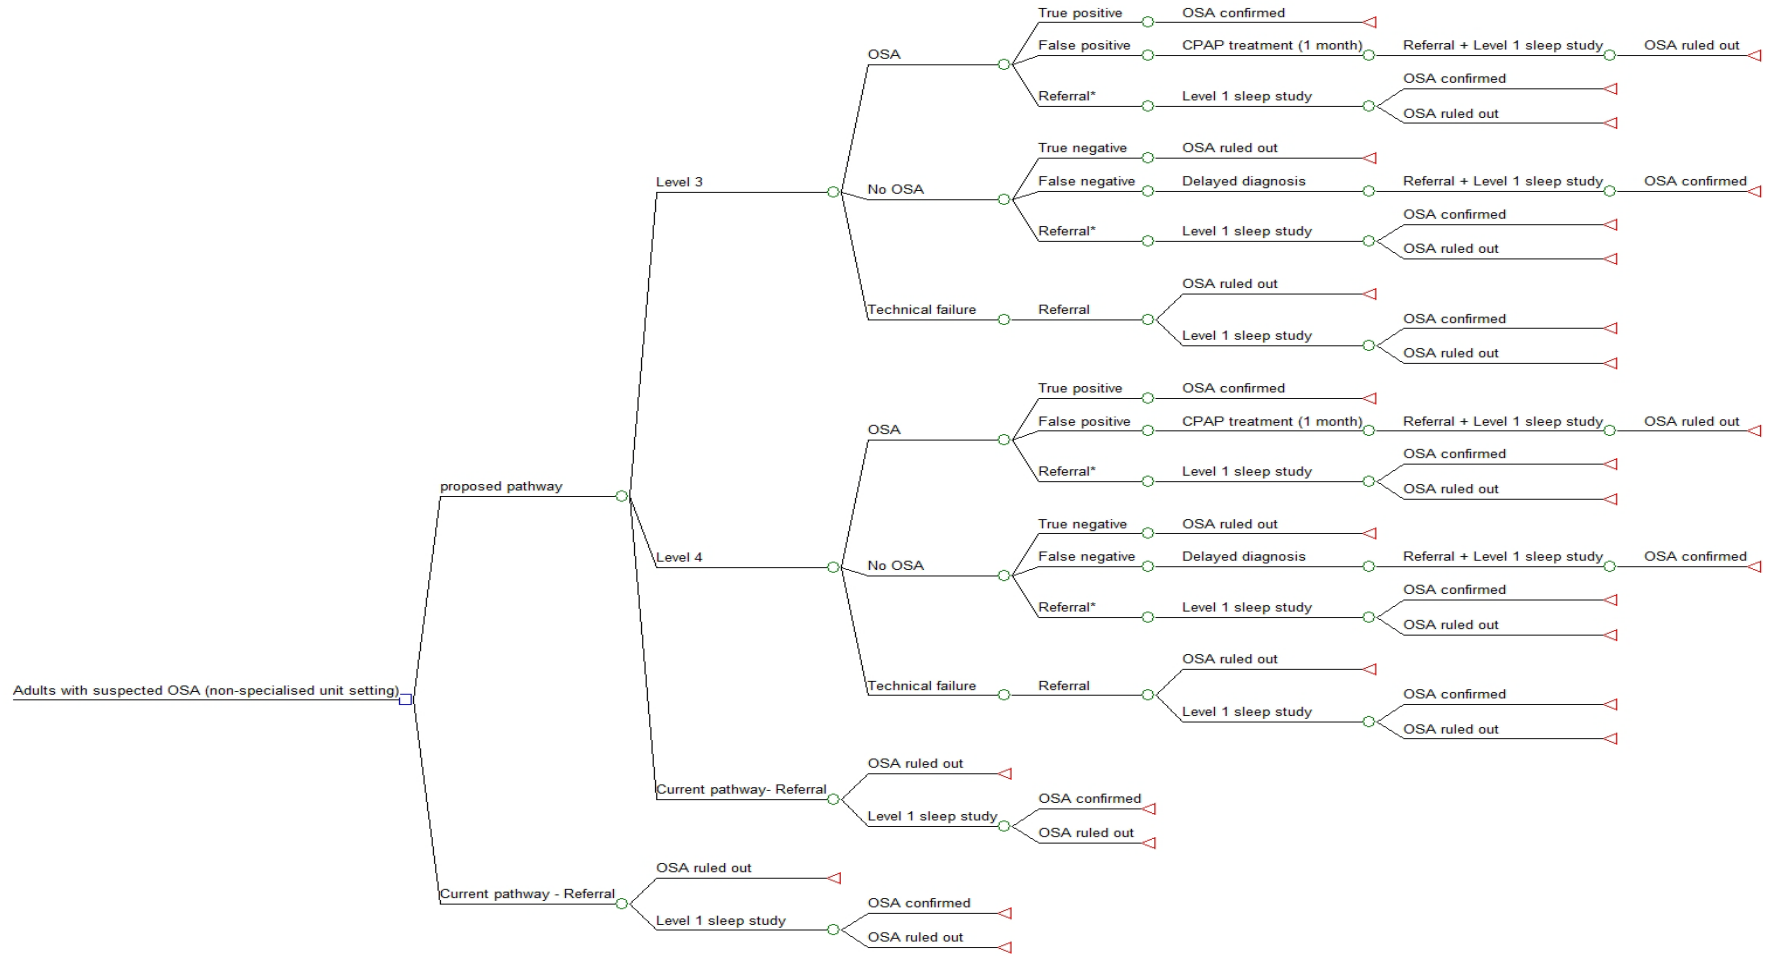 True positive
OSA confirmed
False positive
CPAP treatment (1 month)
Referral + Level 1 sleep study
OSA ruled out
OSA
Referral*
Level 1 sleep study
OSA confirmed
OSA ruled out
True negative
OSA ruled out
Level 3
No OSA
False negative
Delayed diagnosis
Referral + Level 1 sleep study
OSA confirmed
Referral*
Level 1 sleep study
OSA confirmed
OSA ruled out
Technical failure
Referral
OSA ruled out
Level 1 sleep study
OSA confirmed
OSA ruled out
True positive
OSA confirmed
OSA
False positive
CPAP treatment (1 month)
Referral + Level 1 sleep study
OSA ruled out
Referral*
Level 1 sleep study
OSA confirmed
OSA ruled out
proposed pathway
True negative
OSA ruled out
Level 4
No OSA
False negative
Delayed diagnosis
Referral + Level 1 sleep study
OSA confirmed
Referral*
Level 1 sleep study
OSA confirmed
OSA ruled out
Technical failure
Referral
OSA ruled out
Level 1 sleep study
OSA confirmed
OSA ruled out
Adults with suspected OSA (non-specialised unit setting)
Current pathway- Referral
OSA ruled out
Level 1 sleep study
OSA confirmed
OSA ruled out
Current pathway - Referral
OSA ruled out
Level 1 sleep study
OSA confirmed
OSA ruled out